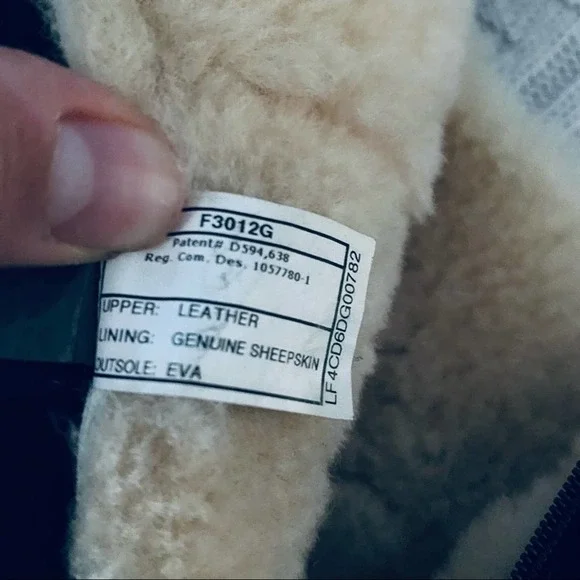 F3012G
Patent# D594,638
Reg. Com. Des. 1057780-1
UPPER: LEATHER
LINING: GENUINE SHEEPSKIN
OUTSOLE: EVA
LF4CD6DG00782